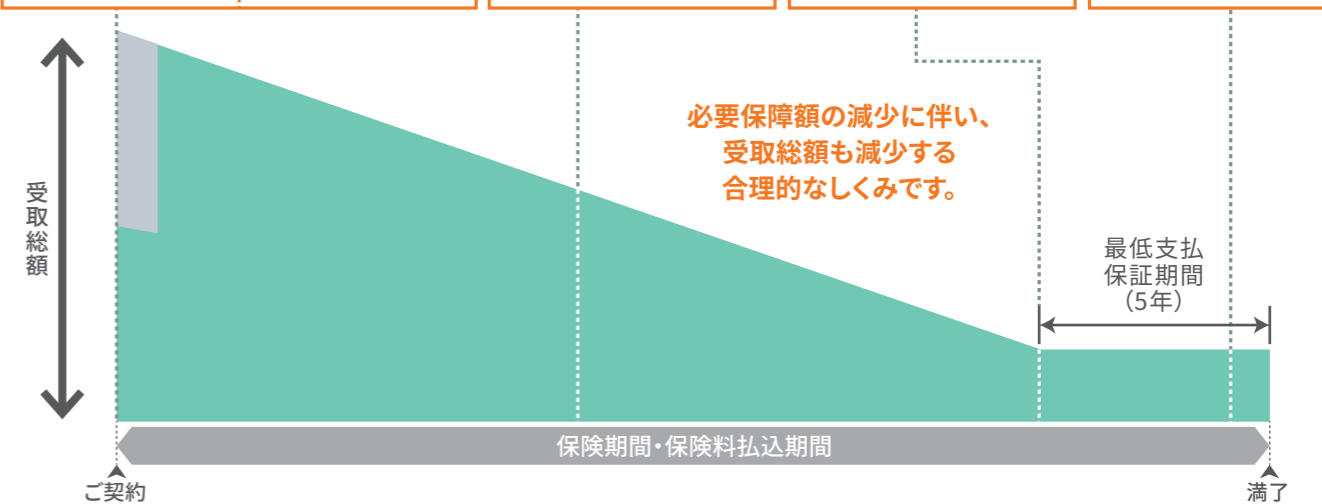 必要保障額の減少に伴い、
受取総額も減少する
合理的なしくみです。
受取総額
最低支払
保証期間
（5年）
保険期間・保険料払込期間
ご契約
満了